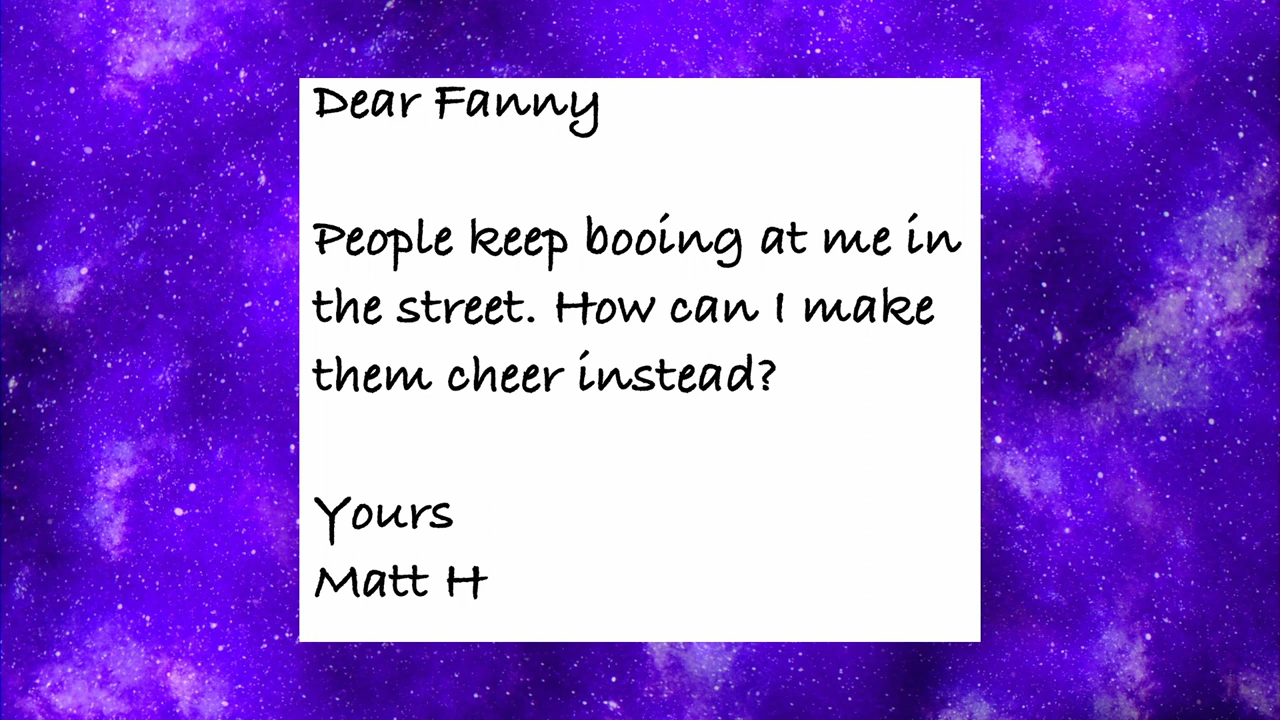 Dear Fanny
People keep booing at me in
the street. How can I make
them cheer instead?
Yours
Matt H